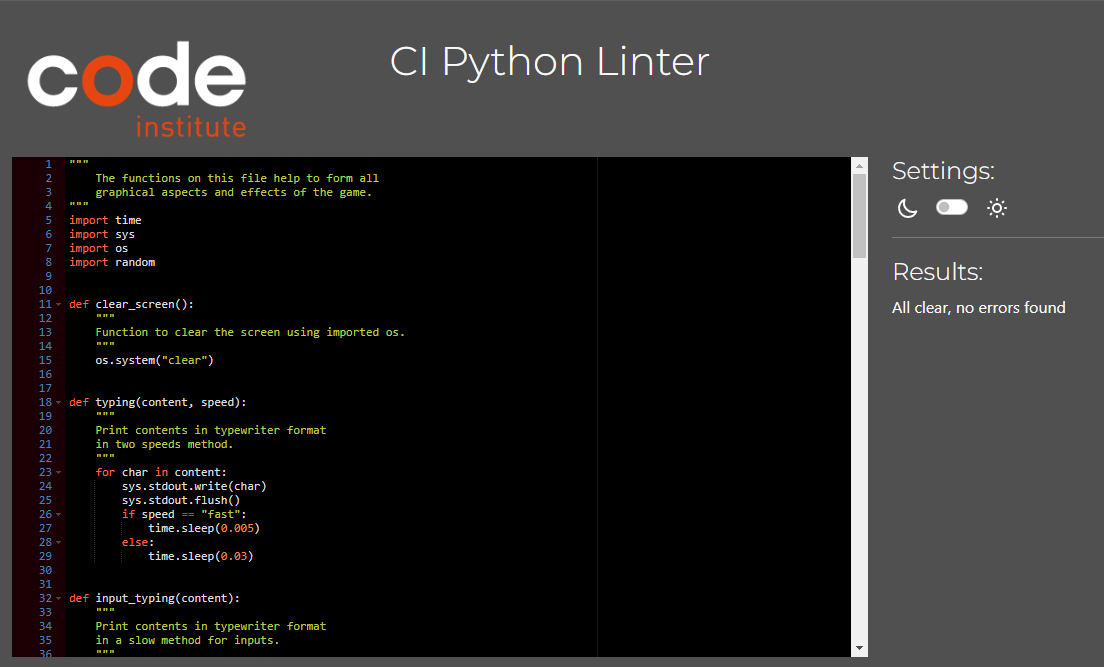 code
institute
CI Python Linter
1 """
2     The functions on this file help to form all
3     graphical aspects and effects of the game.
4 """
5 import time
6 import sys
7 import os
8 import random
9
10
11 def clear_screen():
12     """
13     Function to clear the screen using imported os.
14     """
15     os.system("clear")
16
17
18 def typing(content, speed):
19     """
20     Print contents in typewriter format
21     in two speeds method.
22     """
23     for char in content:
24         sys.stdout.write(char)
25         sys.stdout.flush()
26         if speed == "fast":
27             time.sleep(0.005)
28         else:
29             time.sleep(0.03)
30
31
32 def input_typing(content):
33     """
34     Print contents in typewriter format
35     in a slow method for inputs.
36     """
Settings:
Results:
All clear, no errors found